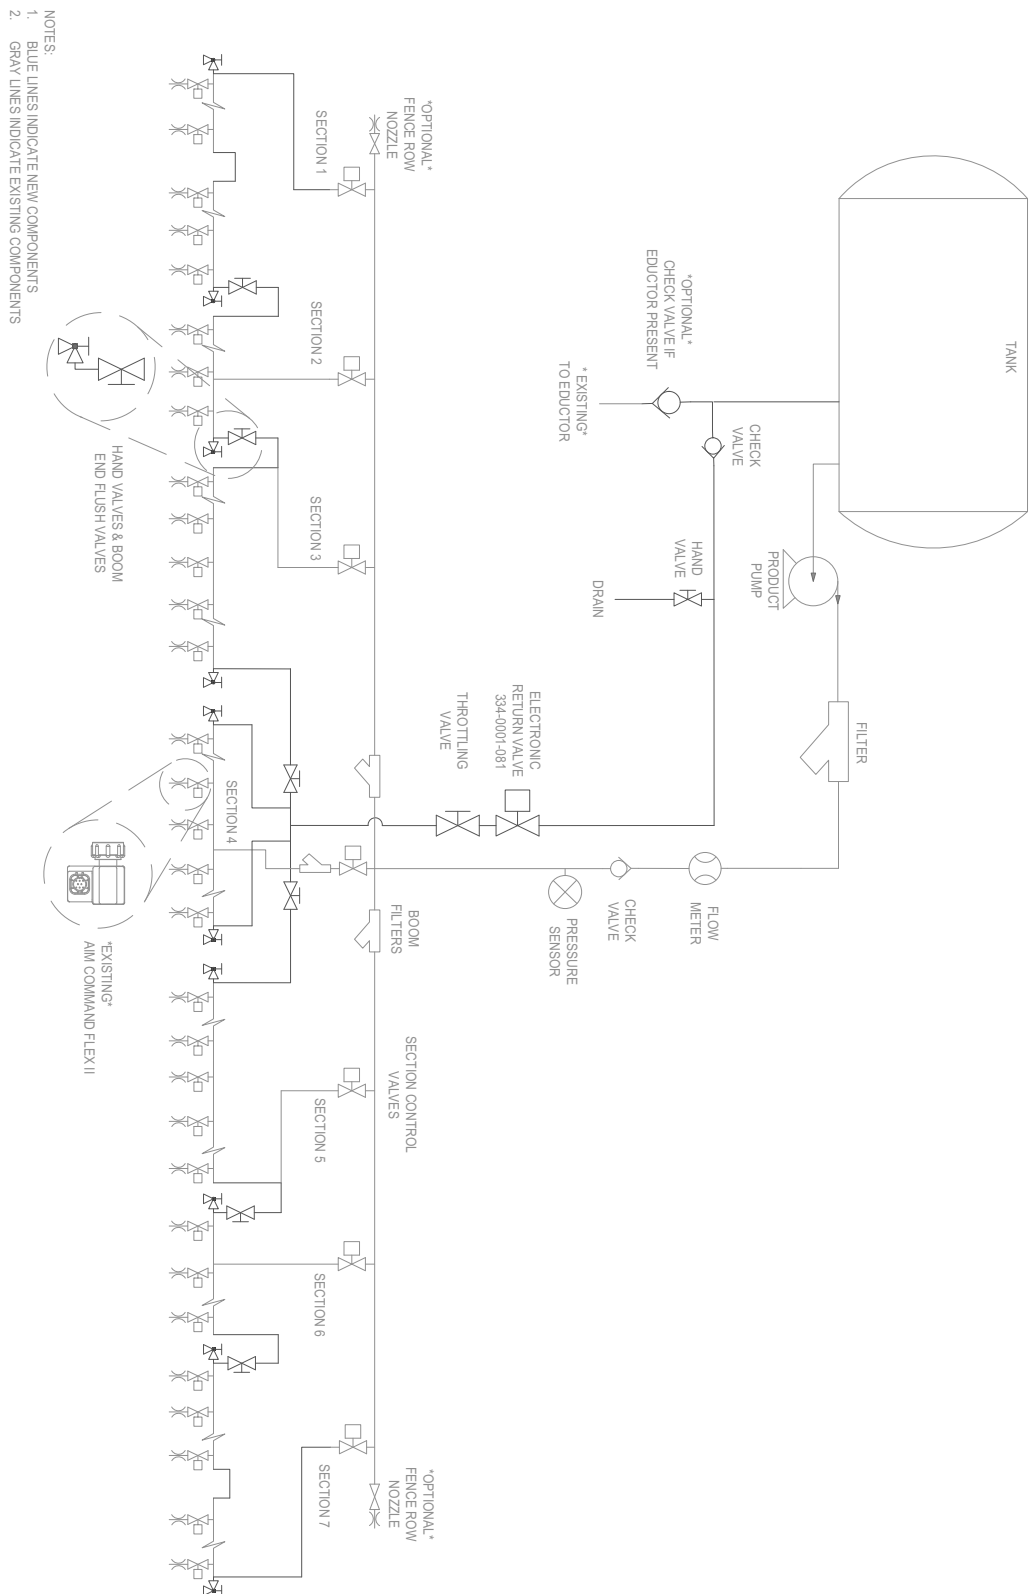 TANK
*OPTIONAL*
CHECK VALVE IF
EDUCTOR PRESENT
*EXISTING*
TO EDUCTOR
CHECK
VALVE
HAND
VALVE
DRAIN
PRODUCT
PUMP
FILTER
ELECTRONIC
RETURN VALVE
334-0001-081
THROTTLING
VALVE
FLOW
METER
CHECK
VALVE
PRESSURE
SENSOR
*OPTIONAL*
FENCE ROW
NOZZLE
BOOM
FILTERS
SECTION CONTROL
VALVES
*OPTIONAL*
FENCE ROW
NOZZLE
SECTION 1
SECTION 2
SECTION 3
SECTION 4
SECTION 5
SECTION 6
SECTION 7
HAND VALVES & BOOM
END FLUSH VALVES
*EXISTING*
AIM COMMAND FLEX II
NOTES:
1. BLUE LINES INDICATE NEW COMPONENTS
2. GRAY LINES INDICATE EXISTING COMPONENTS